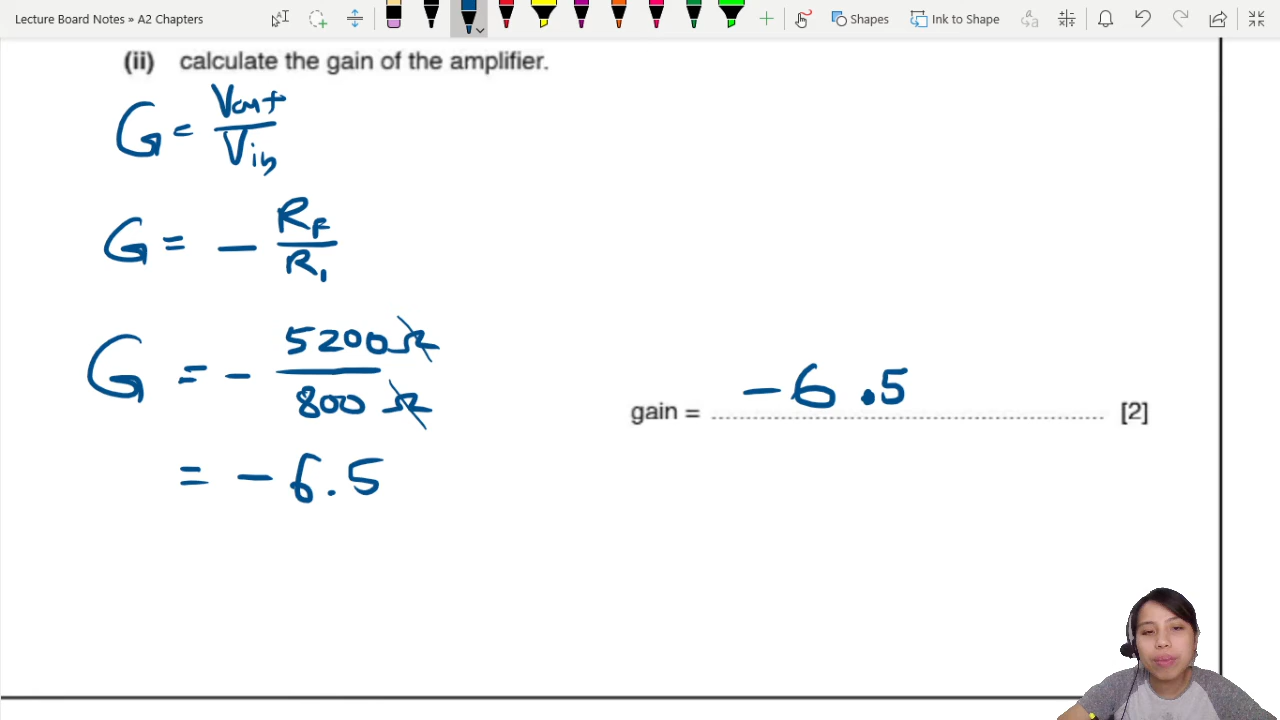 Lecture Board Notes » A2 Chapters
Shapes
Ink to Shape
(ii) calculate the gain of the amplifier.
G = Vout / Vin
G = - RF / R1
G = - 5200Ω / 800 Ω
= - 6.5
gain = -6.5 [2]